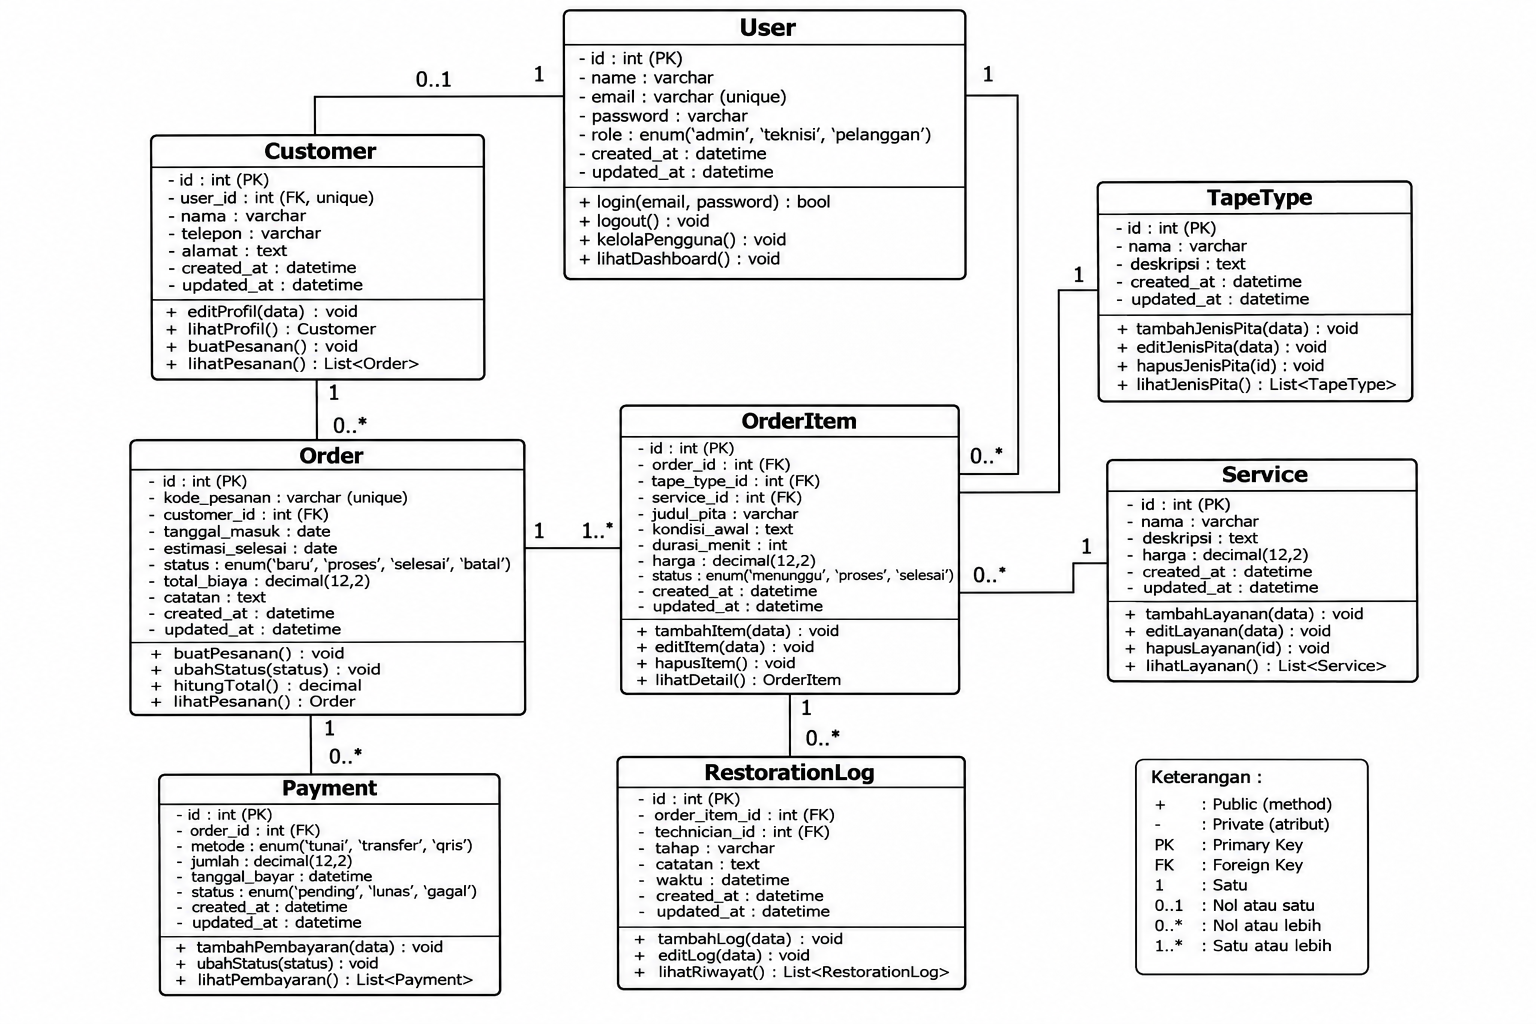 User
- id : int (PK)
- name : varchar
- email : varchar (unique)
- password : varchar
- role : enum(‘admin’, ‘teknisi’, ‘pelanggan’)
- created_at : datetime
- updated_at : datetime
+ login(email, password) : bool
+ logout() : void
+ kelolaPengguna() : void
+ lihatDashboard() : void
0..1
1
1
Customer
- id : int (PK)
- user_id : int (FK, unique)
- nama : varchar
- telepon : varchar
- alamat : text
- created_at : datetime
- updated_at : datetime
+ editProfil(data) : void
+ lihatProfil() : Customer
+ buatPesanan() : void
+ lihatPesanan() : List<Order>
1
0..*
TapeType
- id : int (PK)
- nama : varchar
- deskripsi : text
- created_at : datetime
- updated_at : datetime
+ tambahJenisPita(data) : void
+ editJenisPita(data) : void
+ hapusJenisPita(id) : void
+ lihatJenisPita() : List<TapeType>
1
Order
- id : int (PK)
- kode_pesanan : varchar (unique)
- customer_id : int (FK)
- tanggal_masuk : date
- estimasi_selesai : date
- status : enum(‘baru’, ‘proses’, ‘selesai’, ‘batal’)
- total_biaya : decimal(12,2)
- catatan : text
- created_at : datetime
- updated_at : datetime
+ buatPesanan() : void
+ ubahStatus(status) : void
+ hitungTotal() : decimal
+ lihatPesanan() : Order
1
1..*
OrderItem
- id : int (PK)
- order_id : int (FK)
- tape_type_id : int (FK)
- service_id : int (FK)
- judul_pita : varchar
- kondisi_awal : text
- durasi_menit : int
- harga : decimal(12,2)
- status : enum(‘menunggu’, ‘proses’, ‘selesai’)
- created_at : datetime
- updated_at : datetime
+ tambahItem(data) : void
+ editItem(data) : void
+ hapusItem() : void
+ lihatDetail() : OrderItem
0..*
0..*
1
Service
- id : int (PK)
- nama : varchar
- deskripsi : text
- harga : decimal(12,2)
- created_at : datetime
- updated_at : datetime
+ tambahLayanan(data) : void
+ editLayanan(data) : void
+ hapusLayanan(id) : void
+ lihatLayanan() : List<Service>
1
0..*
Payment
- id : int (PK)
- order_id : int (FK)
- metode : enum(‘tunai’, ‘transfer’, ‘qris’)
- jumlah : decimal(12,2)
- tanggal_bayar : datetime
- status : enum(‘pending’, ‘lunas’, ‘gagal’)
- created_at : datetime
- updated_at : datetime
+ tambahPembayaran(data) : void
+ ubahStatus(status) : void
+ lihatPembayaran() : List<Payment>
1
0..*
RestorationLog
- id : int (PK)
- order_item_id : int (FK)
- technician_id : int (FK)
- tahap : varchar
- catatan : text
- waktu : datetime
- created_at : datetime
- updated_at : datetime
+ tambahLog(data) : void
+ editLog(data) : void
+ lihatRiwayat() : List<RestorationLog>
Keterangan :
+ : Public (method)
- : Private (atribut)
PK : Primary Key
FK : Foreign Key
1 : Satu
0..1 : Nol atau satu
0..* : Nol atau lebih
1..* : Satu atau lebih